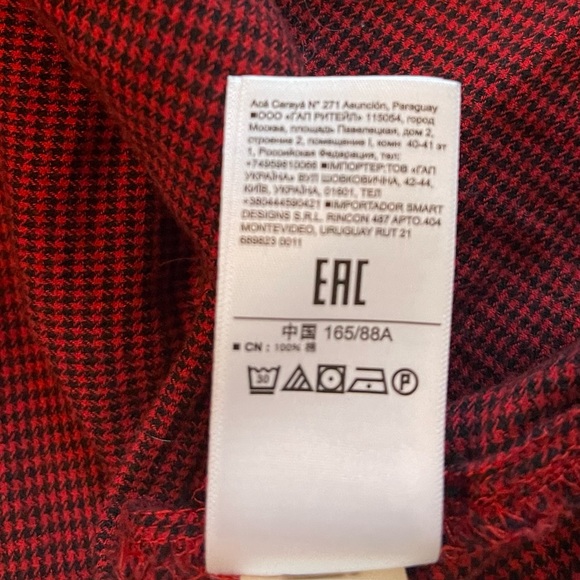 Acá Carayá N° 271 Asunción, Paraguay
■ООО «ГАП РИТЕЙЛ» 115054, город
Москва, площадь Павелецкая, дом 2,
строение 2, помещение I, комн 40-41 эт
1, Российская Федерация, тел:
+74959810066 ■ІМПОРТЕР:ТОВ «ГАП
УКРАЇНА» ВУЛ ШОВКОВИЧНА, 42-44,
КИЇВ, УКРАЇНА, 01601, ТЕЛ
+380444590421 ■IMPORTADOR SMART
DESIGNS S.R.L. RINCON 487 APTO.404
MONTEVIDEO, URUGUAY RUT 21
689823 0011
EAC
中国 165/88A
■ CN : 100% 棉
30
P